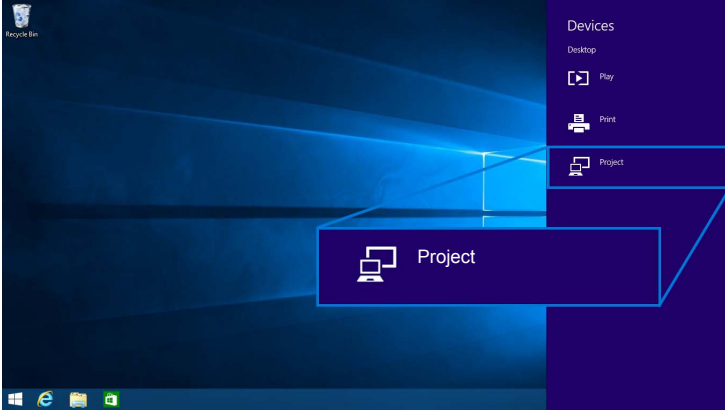 Recycle Bin
Devices
Desktop
Play
Print
Project
Project